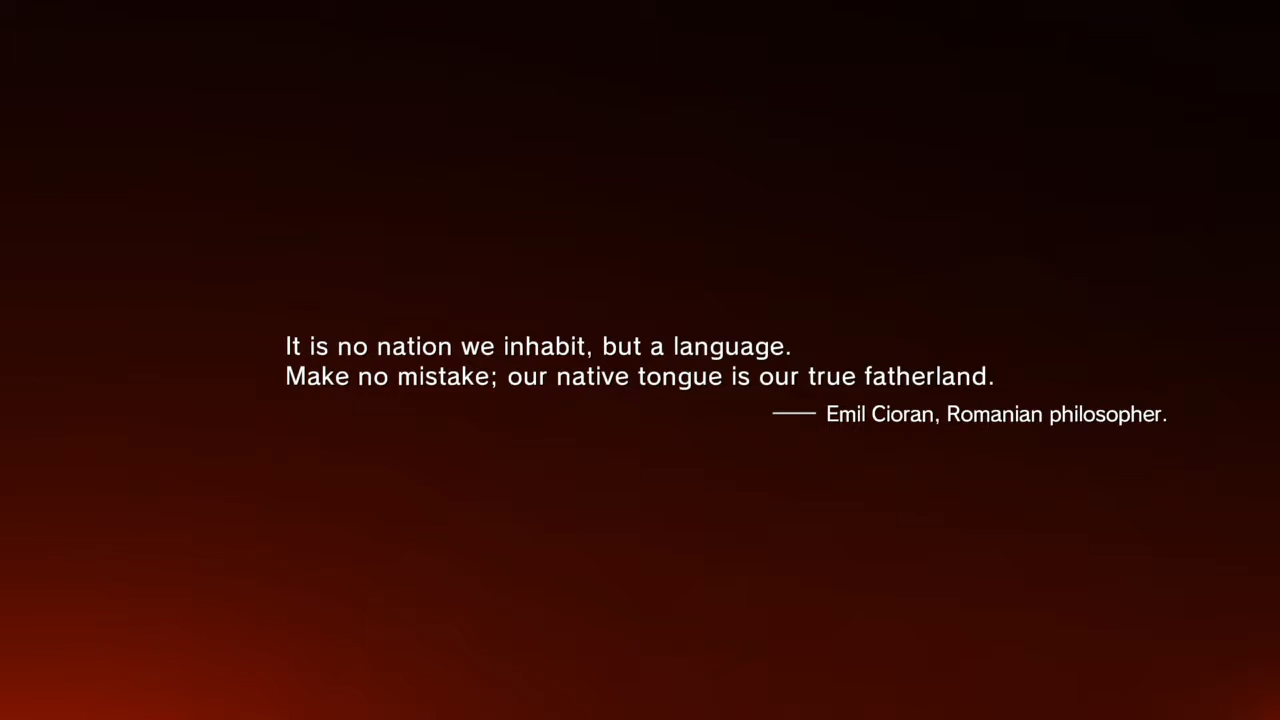 It is no nation we inhabit, but a language.
Make no mistake; our native tongue is our true fatherland.
—— Emil Cioran, Romanian philosopher.